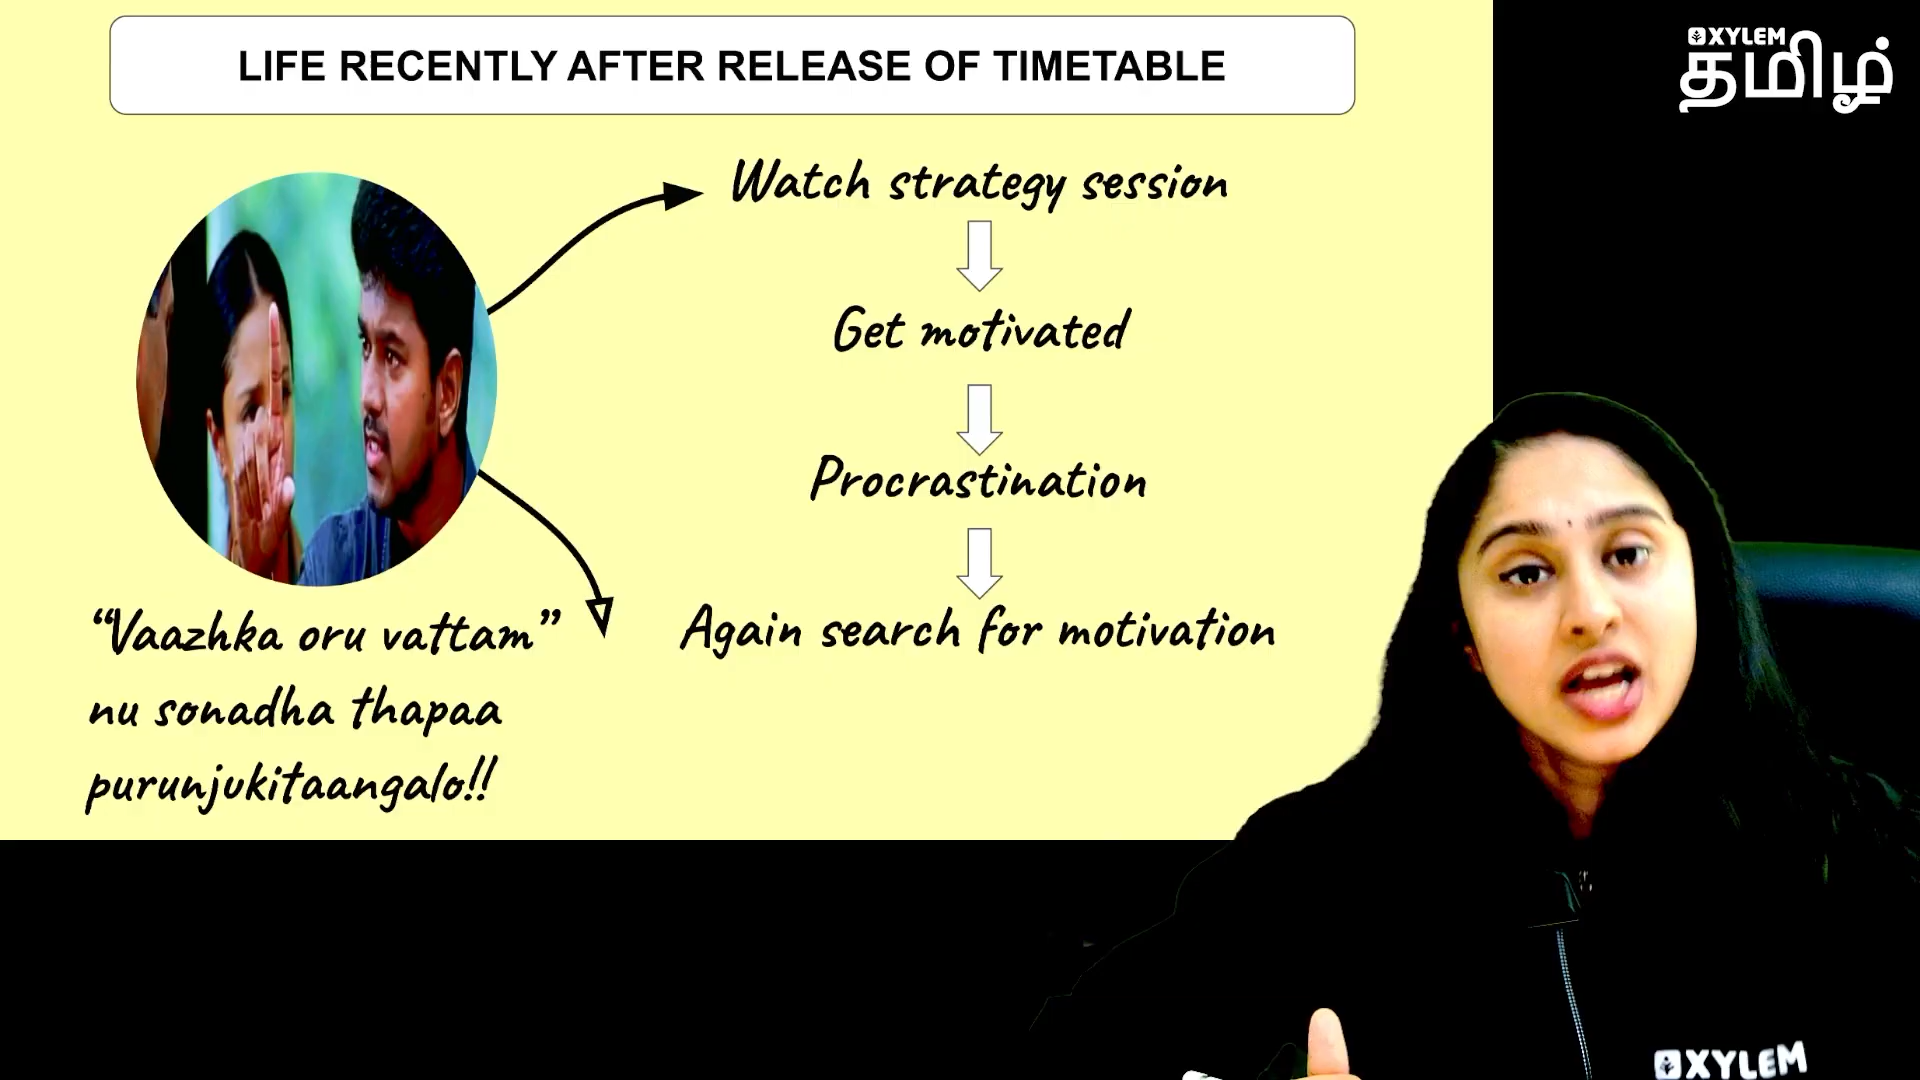 LIFE RECENTLY AFTER RELEASE OF TIMETABLE
XYLEM
தமிழ்
Watch strategy session
Get motivated
Procrastination
Again search for motivation
“Vaazhka oru vattam”
nu sonadha thapaa
purunjukitaangalo!!
XYLEM